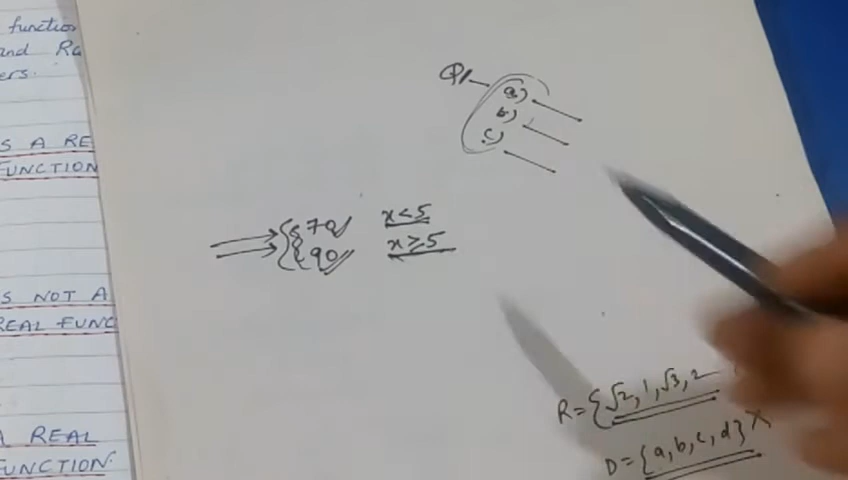 function
and Ra
ers.
S A RE
FUNCTION
S NOT A
REAL FUNC
A REAL
FUNCTION
Q1
a)
b)
c)
70 x<5
90 x≥5
R={√2, 1, √3, 2
D={a, b, c, d} X